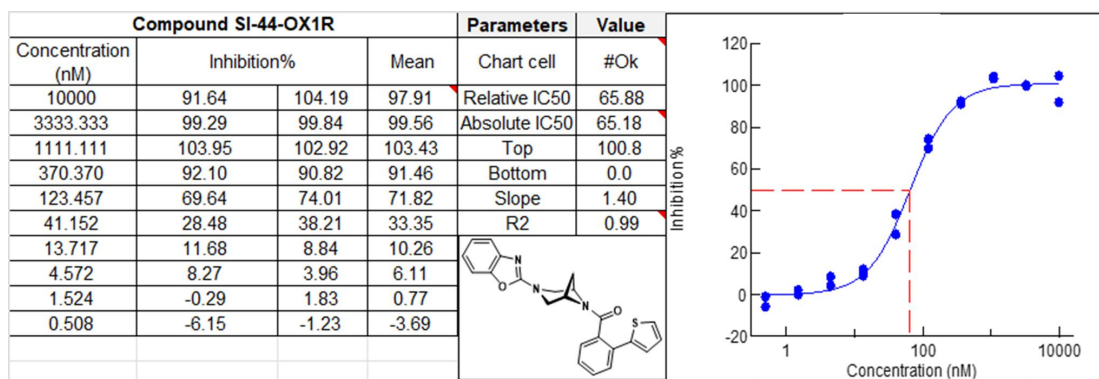 Compound SI-44-OX1R Parameters Value
Concentration (nM) Inhibition% Mean Chart cell #Ok
10000 91.64 104.19 97.91 Relative IC50 65.88
3333.333 99.29 99.84 99.56 Absolute IC50 65.18
1111.111 103.95 102.92 103.43 Top 100.8
370.370 92.10 90.82 91.46 Bottom 0.0
123.457 69.64 74.01 71.82 Slope 1.40
41.152 28.48 38.21 33.35 R2 0.99
13.717 11.68 8.84 10.26
4.572 8.27 3.96 6.11
1.524 -0.29 1.83 0.77
0.508 -6.15 -1.23 -3.69
N
O
N
N
O
S
Inhibition%
120
100
80
60
40
20
0
-20
1 100 10000
Concentration (nM)